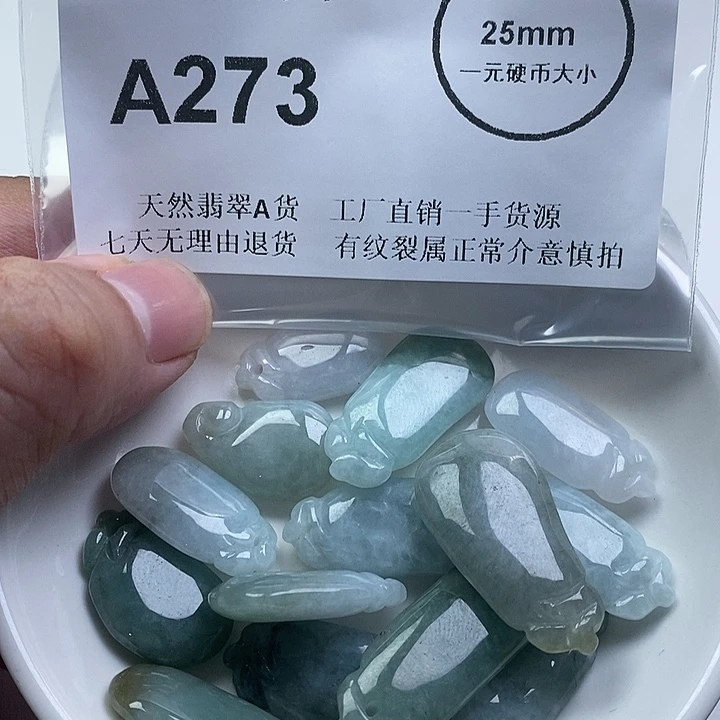 25mm
一元硬币大小
A273
天然翡翠A货 工厂直销一手货源
七天无理由退货 有纹裂属正常介意慎拍